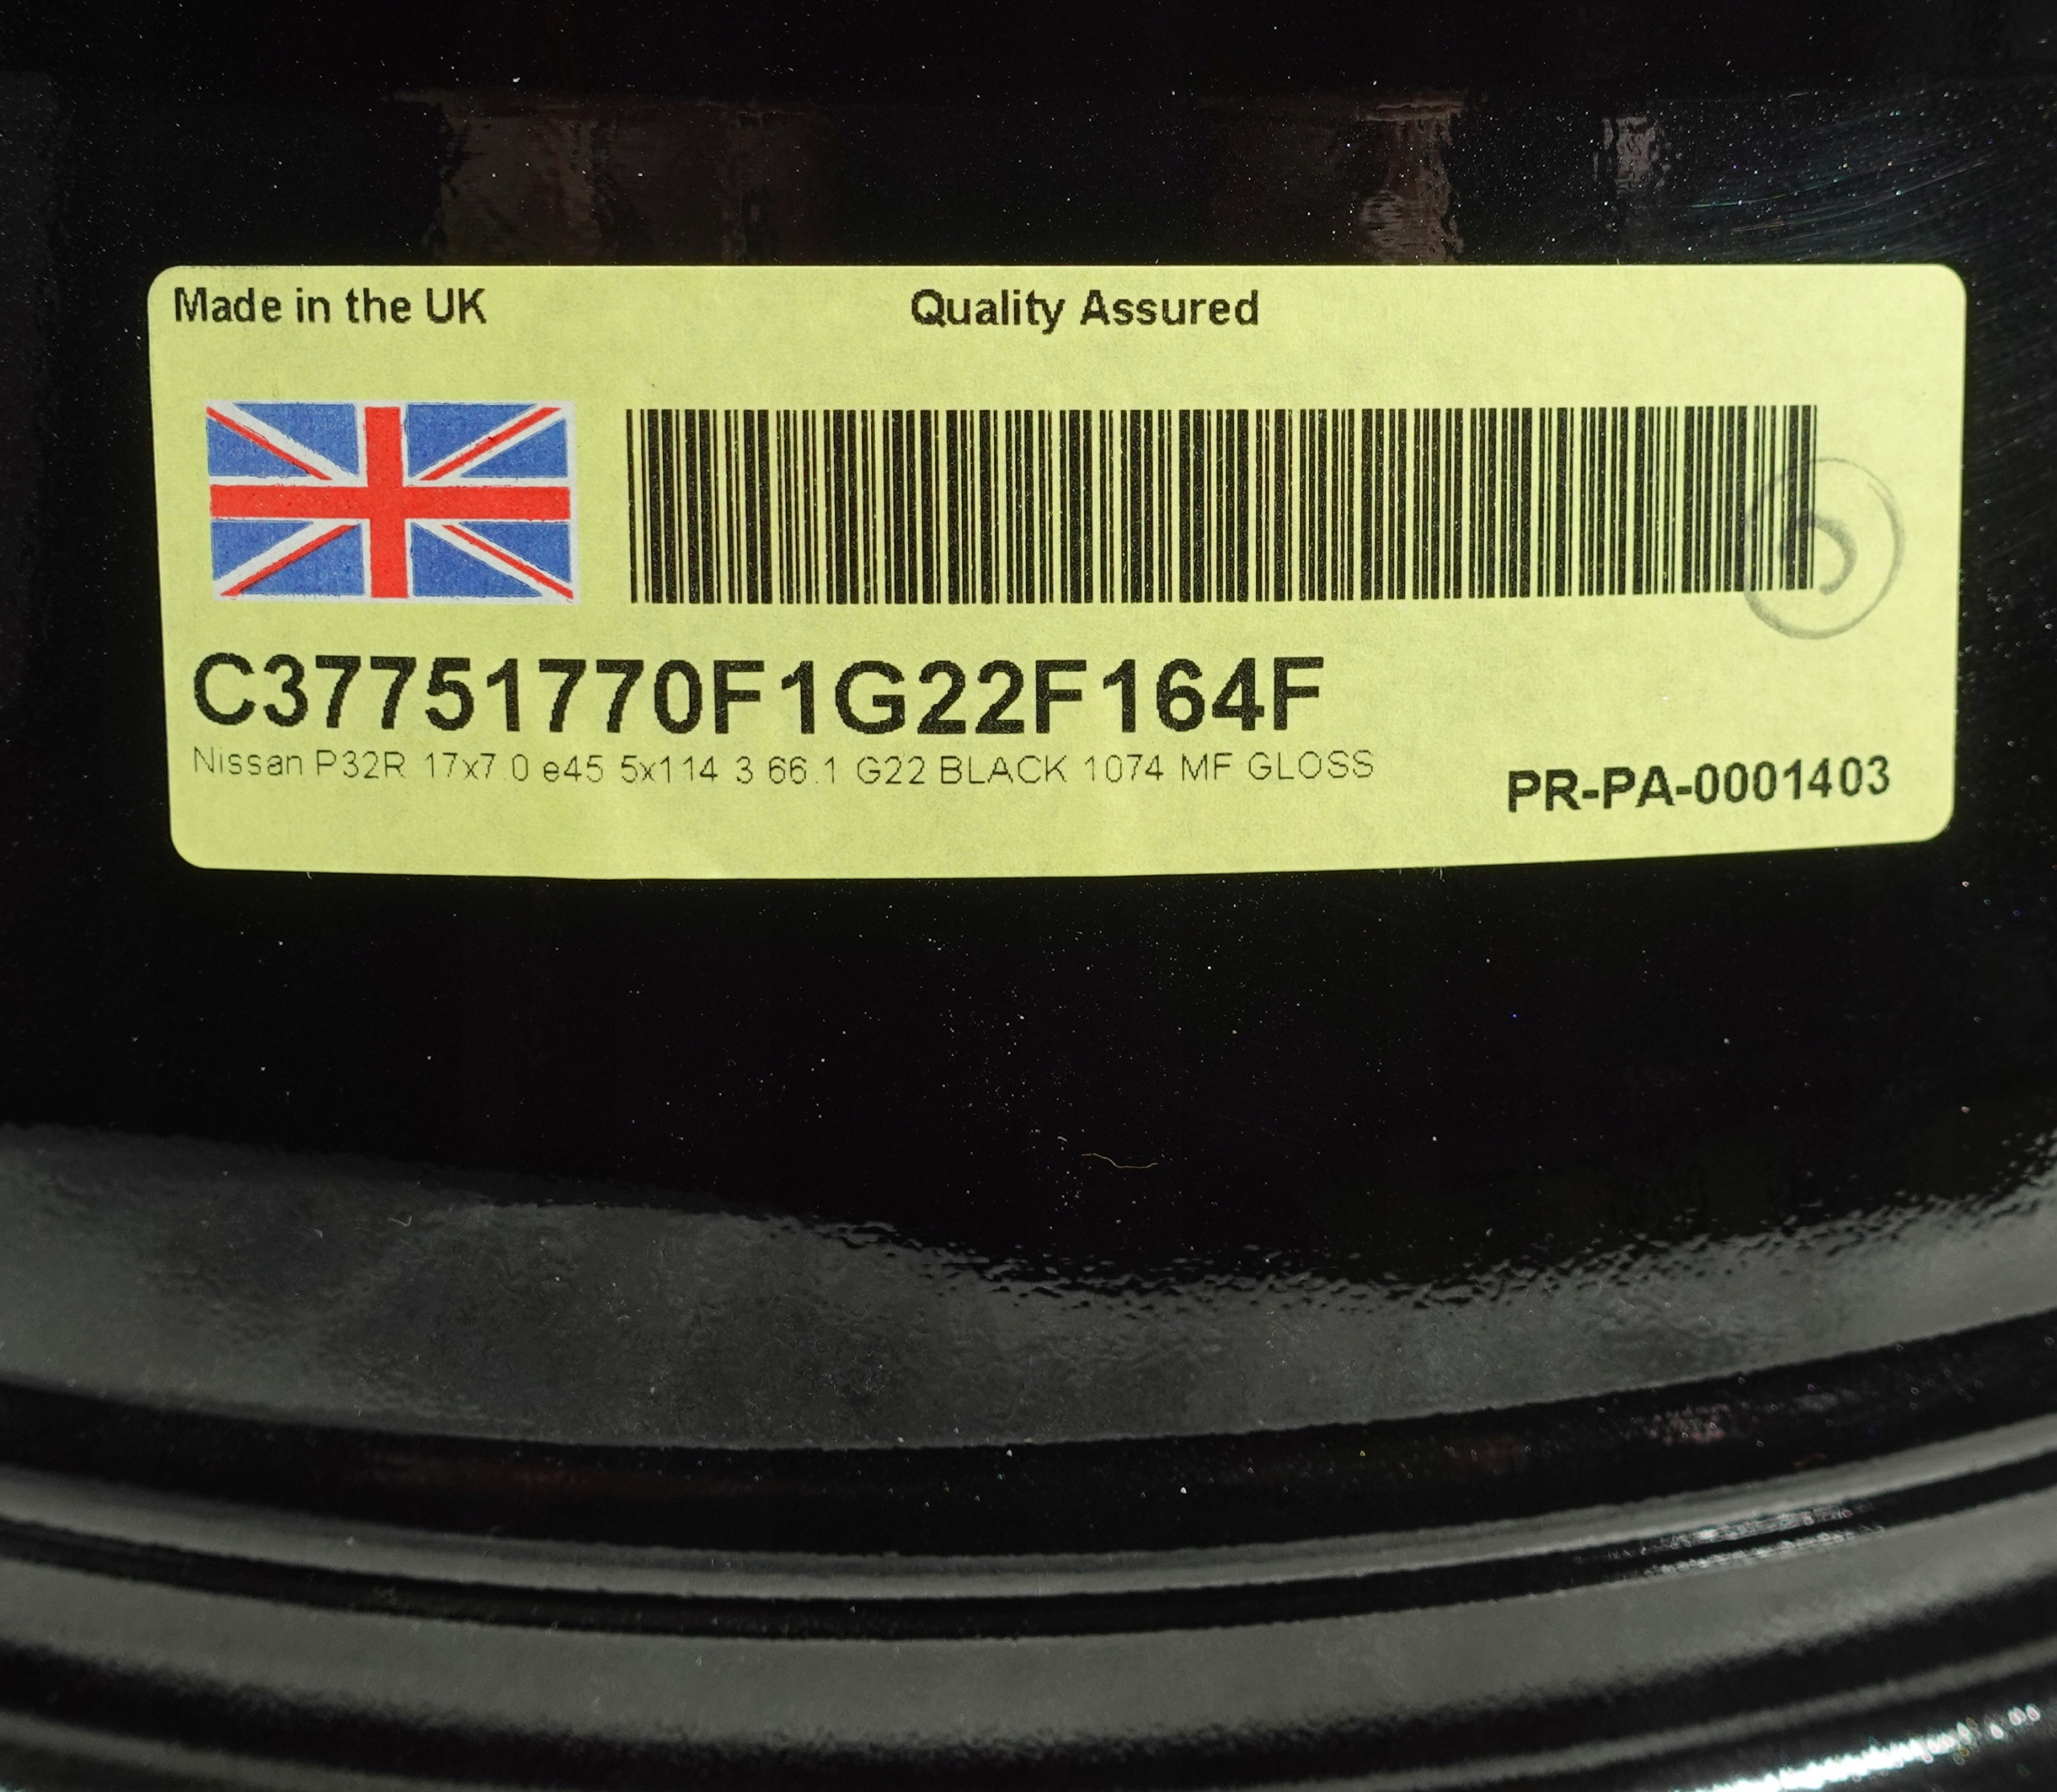 Made in the UK
Quality Assured
C37751770F1G22F164F
Nissan P32R 17x7.0 e45 5x114.3 66.1 G22 BLACK 1074 MF GLOSS
PR-PA-0001403